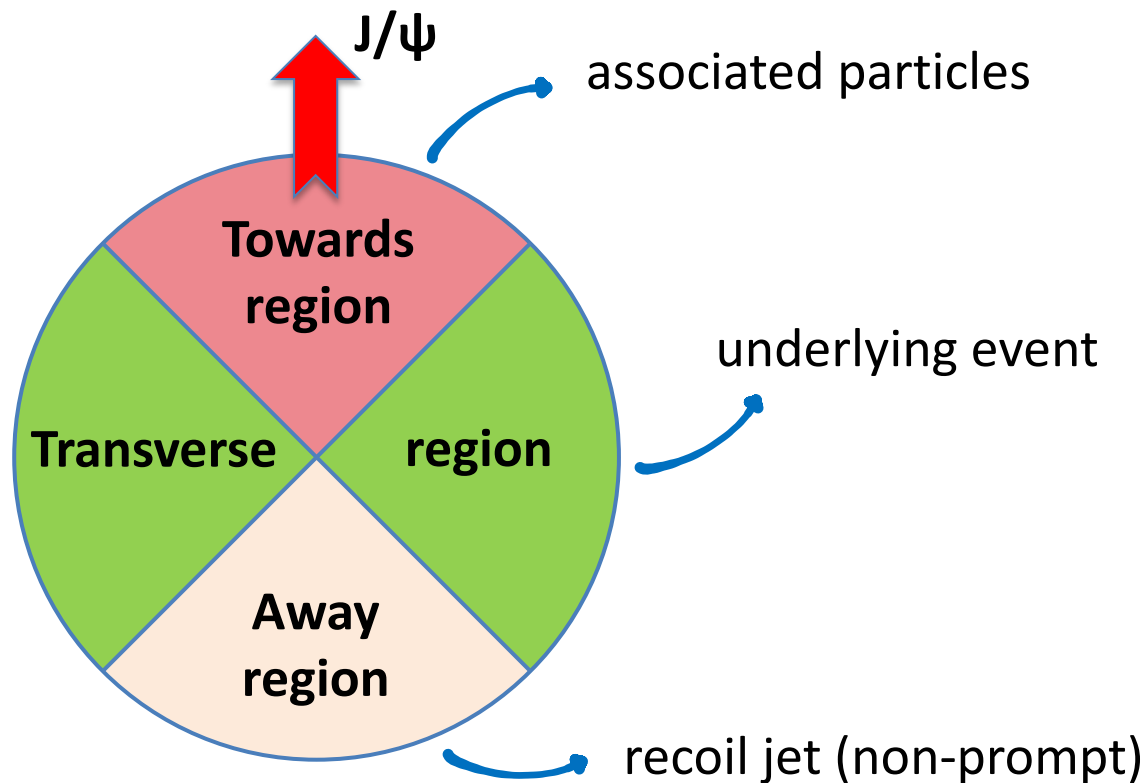 J/ψ
associated particles
Towards
region
underlying event
Transverse region
Away
region
recoil jet (non-prompt)